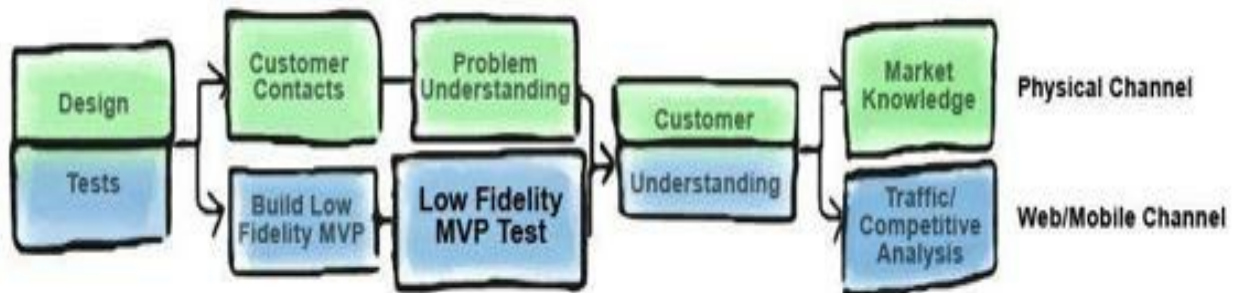 Design
Tests
Customer
Contacts
Problem
Understanding
Build Low
Fidelity MVP
Low Fidelity
MVP Test
Customer
Understanding
Market
Knowledge
Physical Channel
Traffic/
Competitive
Analysis
Web/Mobile Channel